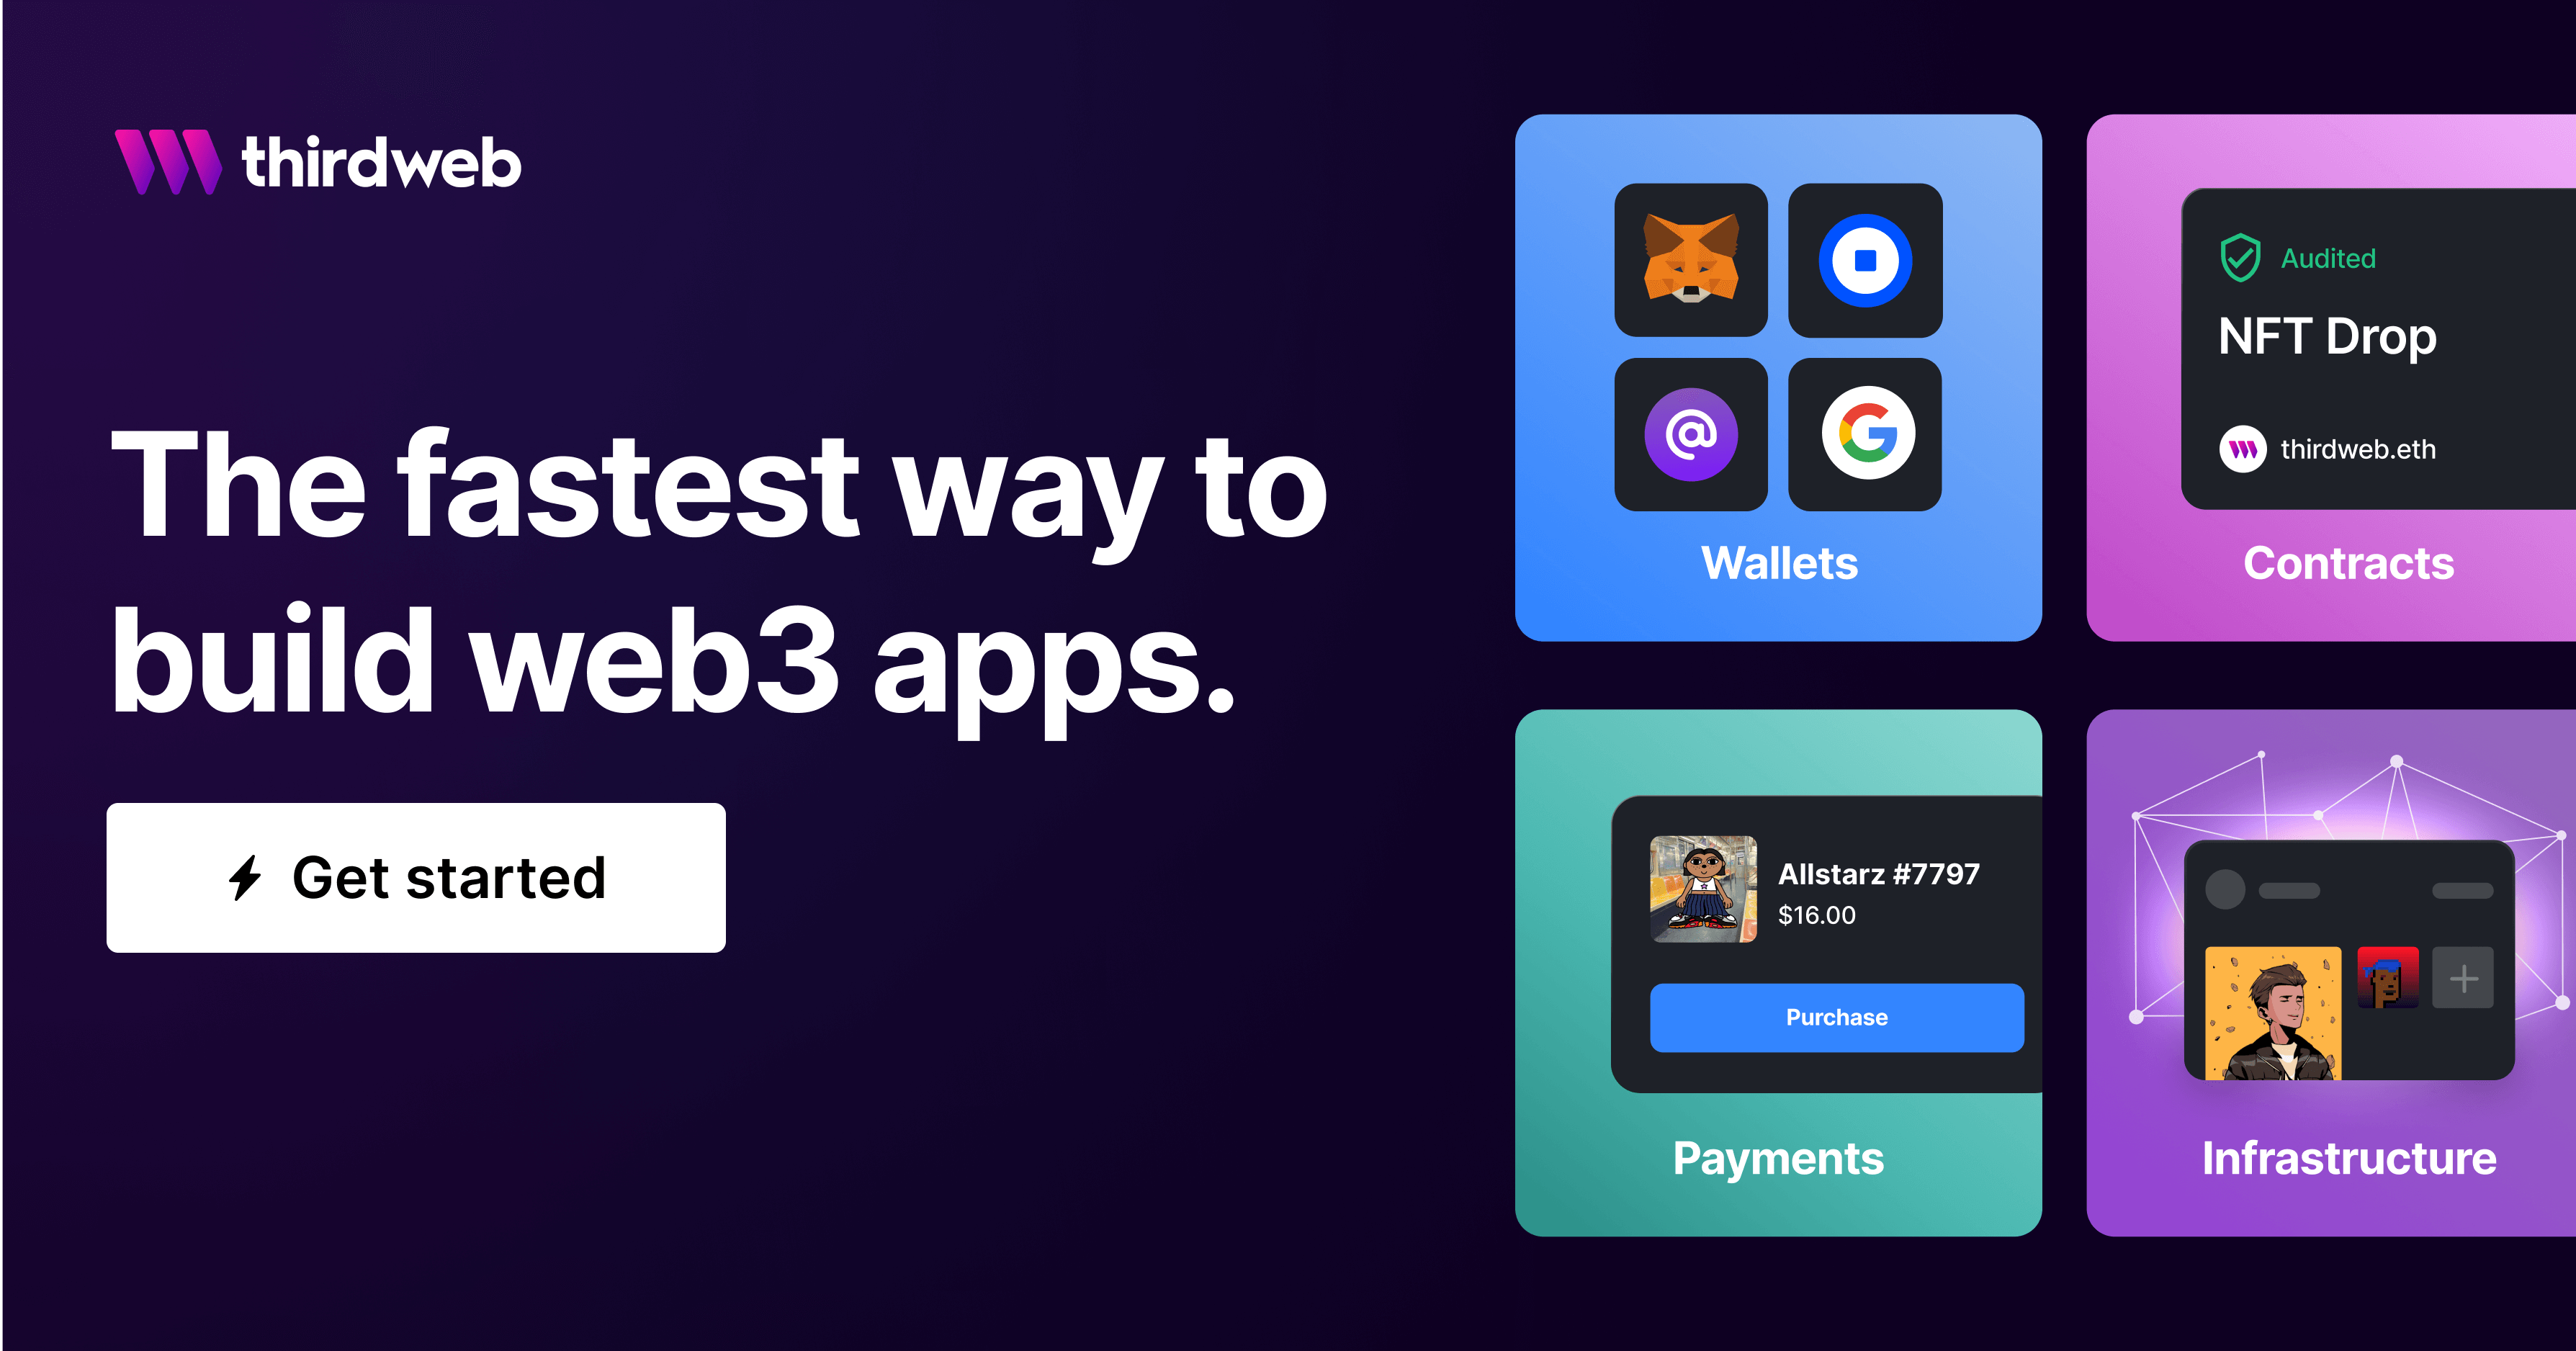 thirdweb
The fastest way to
build web3 apps.
Get started
Wallets
Audited
NFT Drop
thirdweb.eth
Contracts
Allstarz #7797
$16.00
Purchase
Payments
Infrastructure